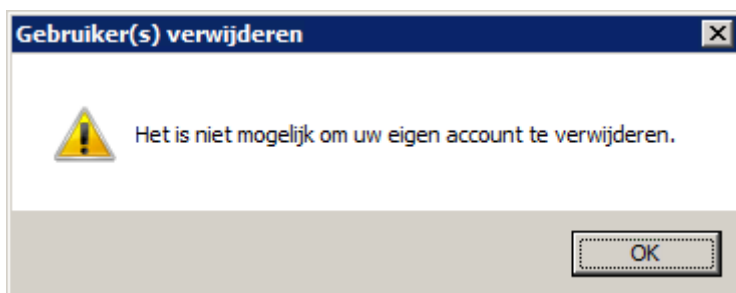 Gebruiker(s) verwijderen
Het is niet mogelijk om uw eigen account te verwijderen.
OK